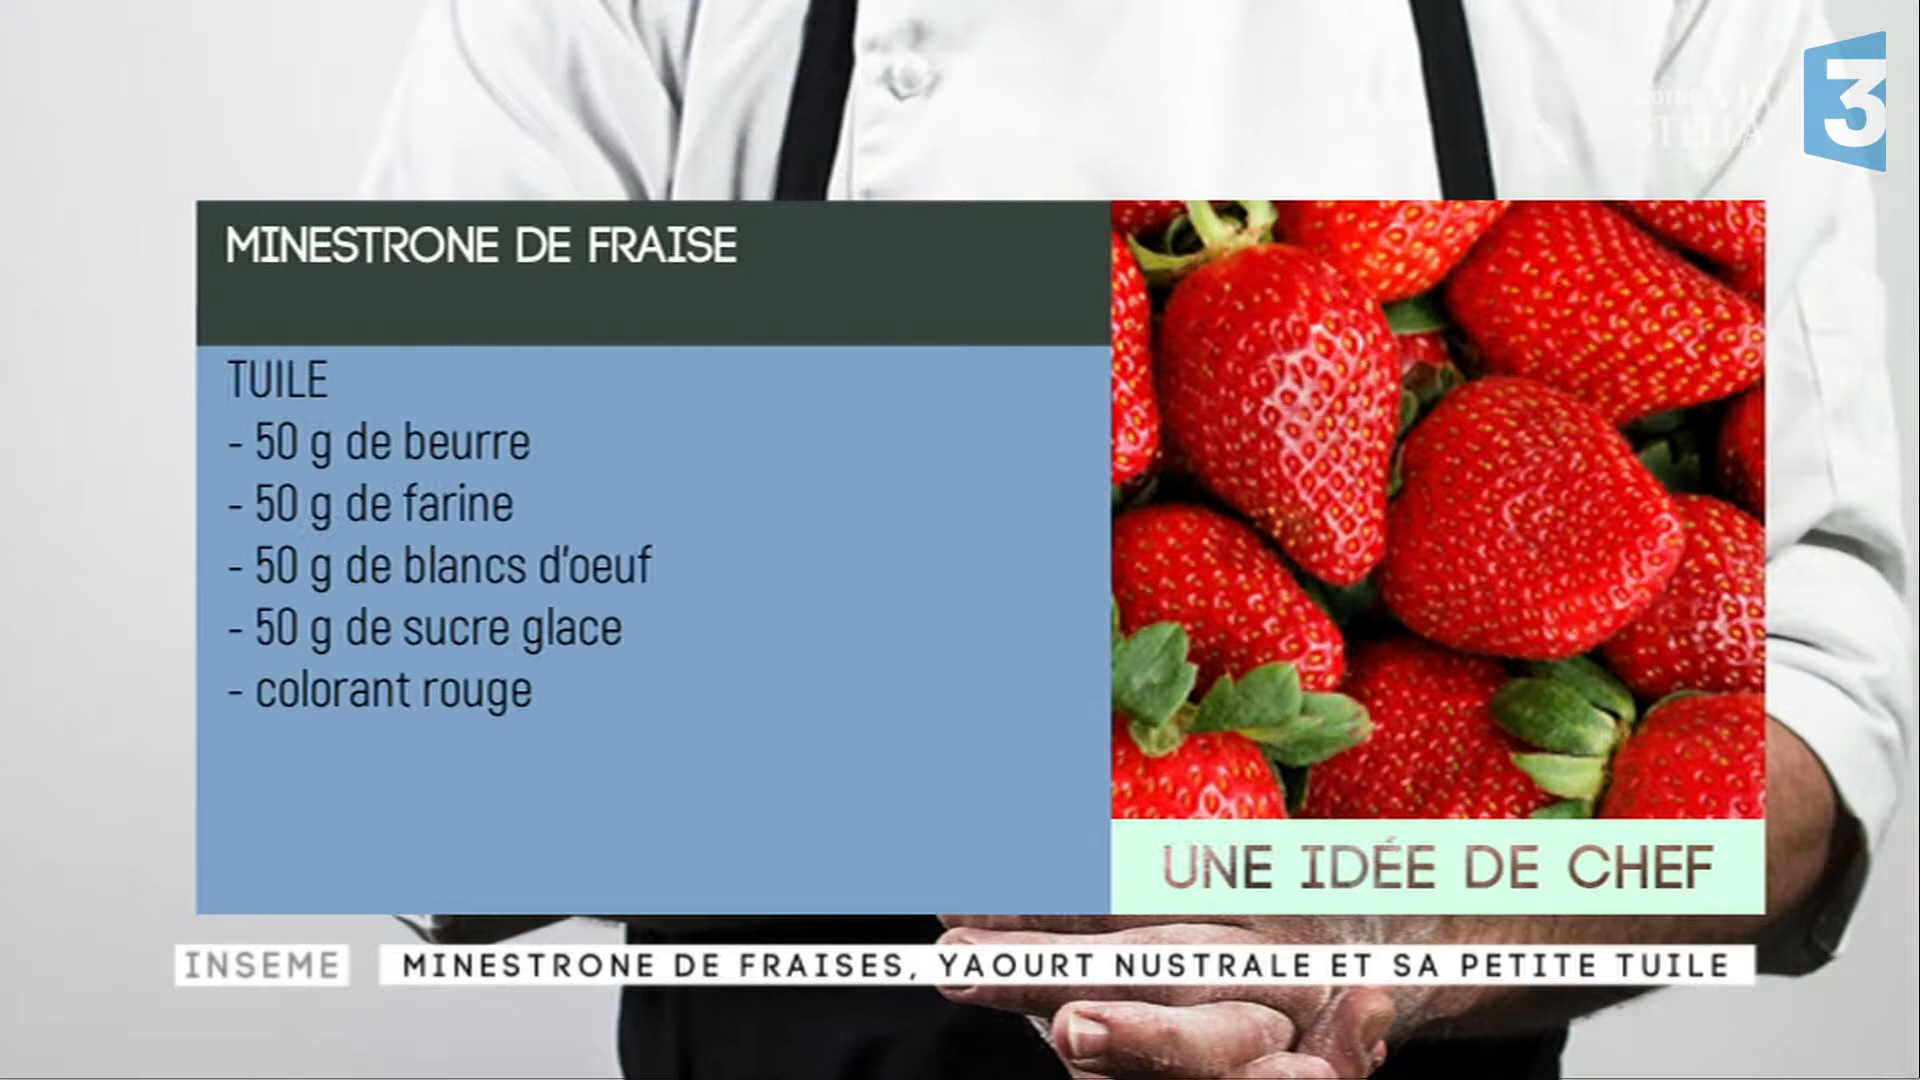 3
MINESTRONE DE FRAISE
TUILE
- 50 g de beurre
- 50 g de farine
- 50 g de blancs d'oeuf
- 50 g de sucre glace
- colorant rouge
UNE IDÉE DE CHEF
INSEME MINESTRONE DE FRAISES, YAOURT NUSTRALE ET SA PETITE TUILE